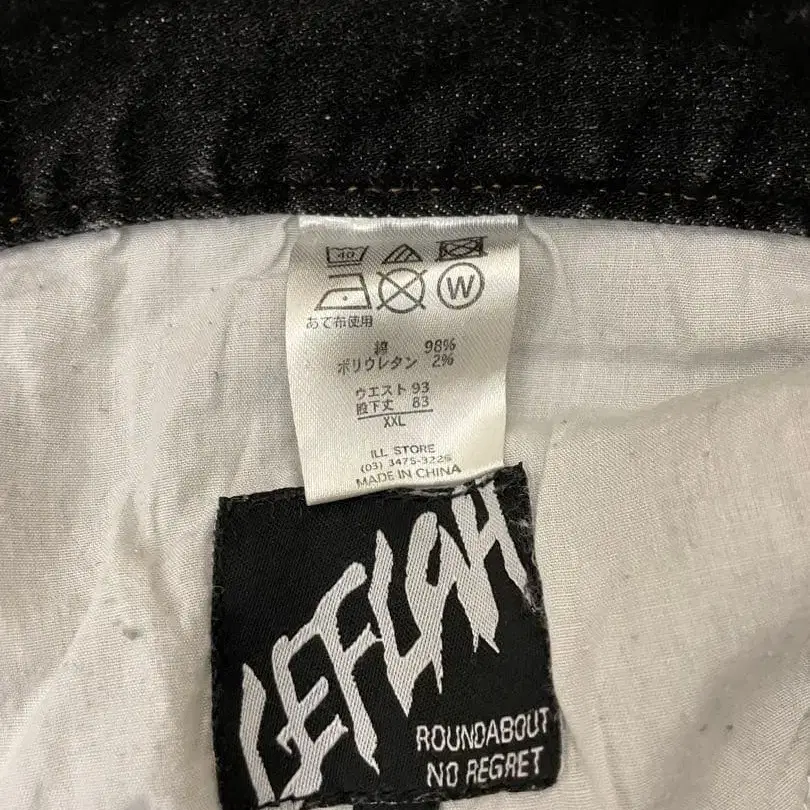 40
W
あて布使用
綿 98%
ポリウレタン 2%
ウエスト 93
股下丈 83
XXL
ILL STORE
(03) 3475-3226
MADE IN CHINA
LEFLAH
ROUNDABOUT
NO REGRET